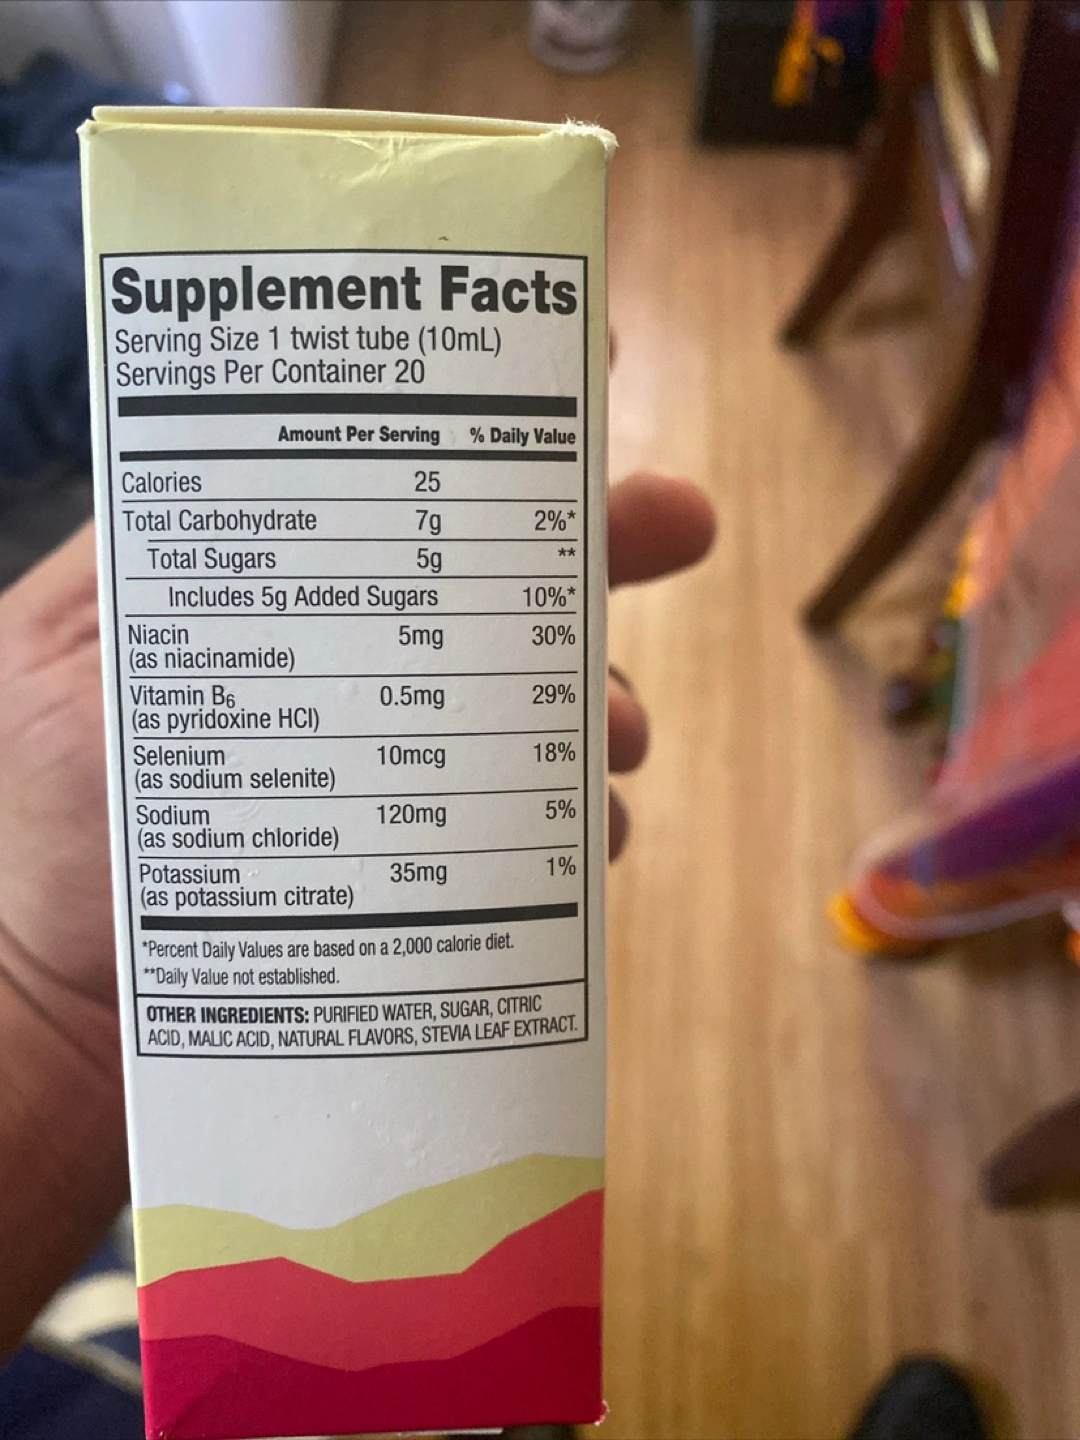 Supplement Facts
Serving Size 1 twist tube (10mL)
Servings Per Container 20
Amount Per Serving % Daily Value
Calories 25
Total Carbohydrate 7g 2%*
Total Sugars 5g **
Includes 5g Added Sugars 10%*
Niacin 5mg 30%
(as niacinamide)
Vitamin B6 0.5mg 29%
(as pyridoxine HCl)
Selenium 10mcg 18%
(as sodium selenite)
Sodium 120mg 5%
(as sodium chloride)
Potassium 35mg 1%
(as potassium citrate)
*Percent Daily Values are based on a 2,000 calorie diet.
**Daily Value not established.
OTHER INGREDIENTS: PURIFIED WATER, SUGAR, CITRIC
ACID, MALIC ACID, NATURAL FLAVORS, STEVIA LEAF EXTRACT.